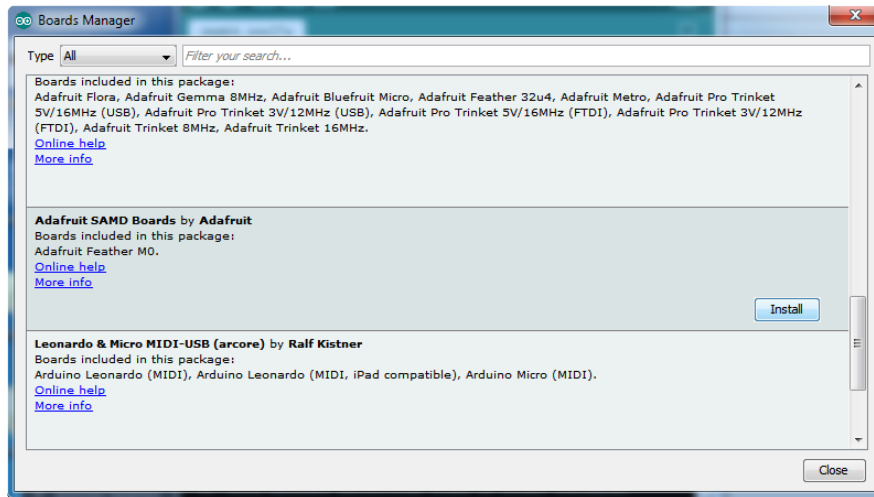 Boards Manager
Type All Filter your search...
Boards included in this package:
Adafruit Flora, Adafruit Gemma 8MHz, Adafruit Bluefruit Micro, Adafruit Feather 32u4, Adafruit Metro, Adafruit Pro Trinket
5V/16MHz (USB), Adafruit Pro Trinket 3V/12MHz (USB), Adafruit Pro Trinket 5V/16MHz (FTDI), Adafruit Pro Trinket 3V/12MHz
(FTDI), Adafruit Trinket 8MHz, Adafruit Trinket 16MHz.
Online help
More info
Adafruit SAMD Boards by Adafruit
Boards included in this package:
Adafruit Feather M0.
Online help
More info
Install
Leonardo & Micro MIDI-USB (arcore) by Ralf Kistner
Boards included in this package:
Arduino Leonardo (MIDI), Arduino Leonardo (MIDI, iPad compatible), Arduino Micro (MIDI).
Online help
More info
Close